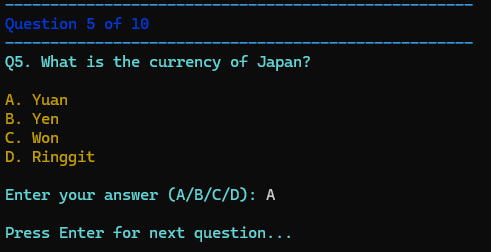 ----------------------------------------------------
Question 5 of 10
----------------------------------------------------
Q5. What is the currency of Japan?
A. Yuan
B. Yen
C. Won
D. Ringgit
Enter your answer (A/B/C/D): A
Press Enter for next question...